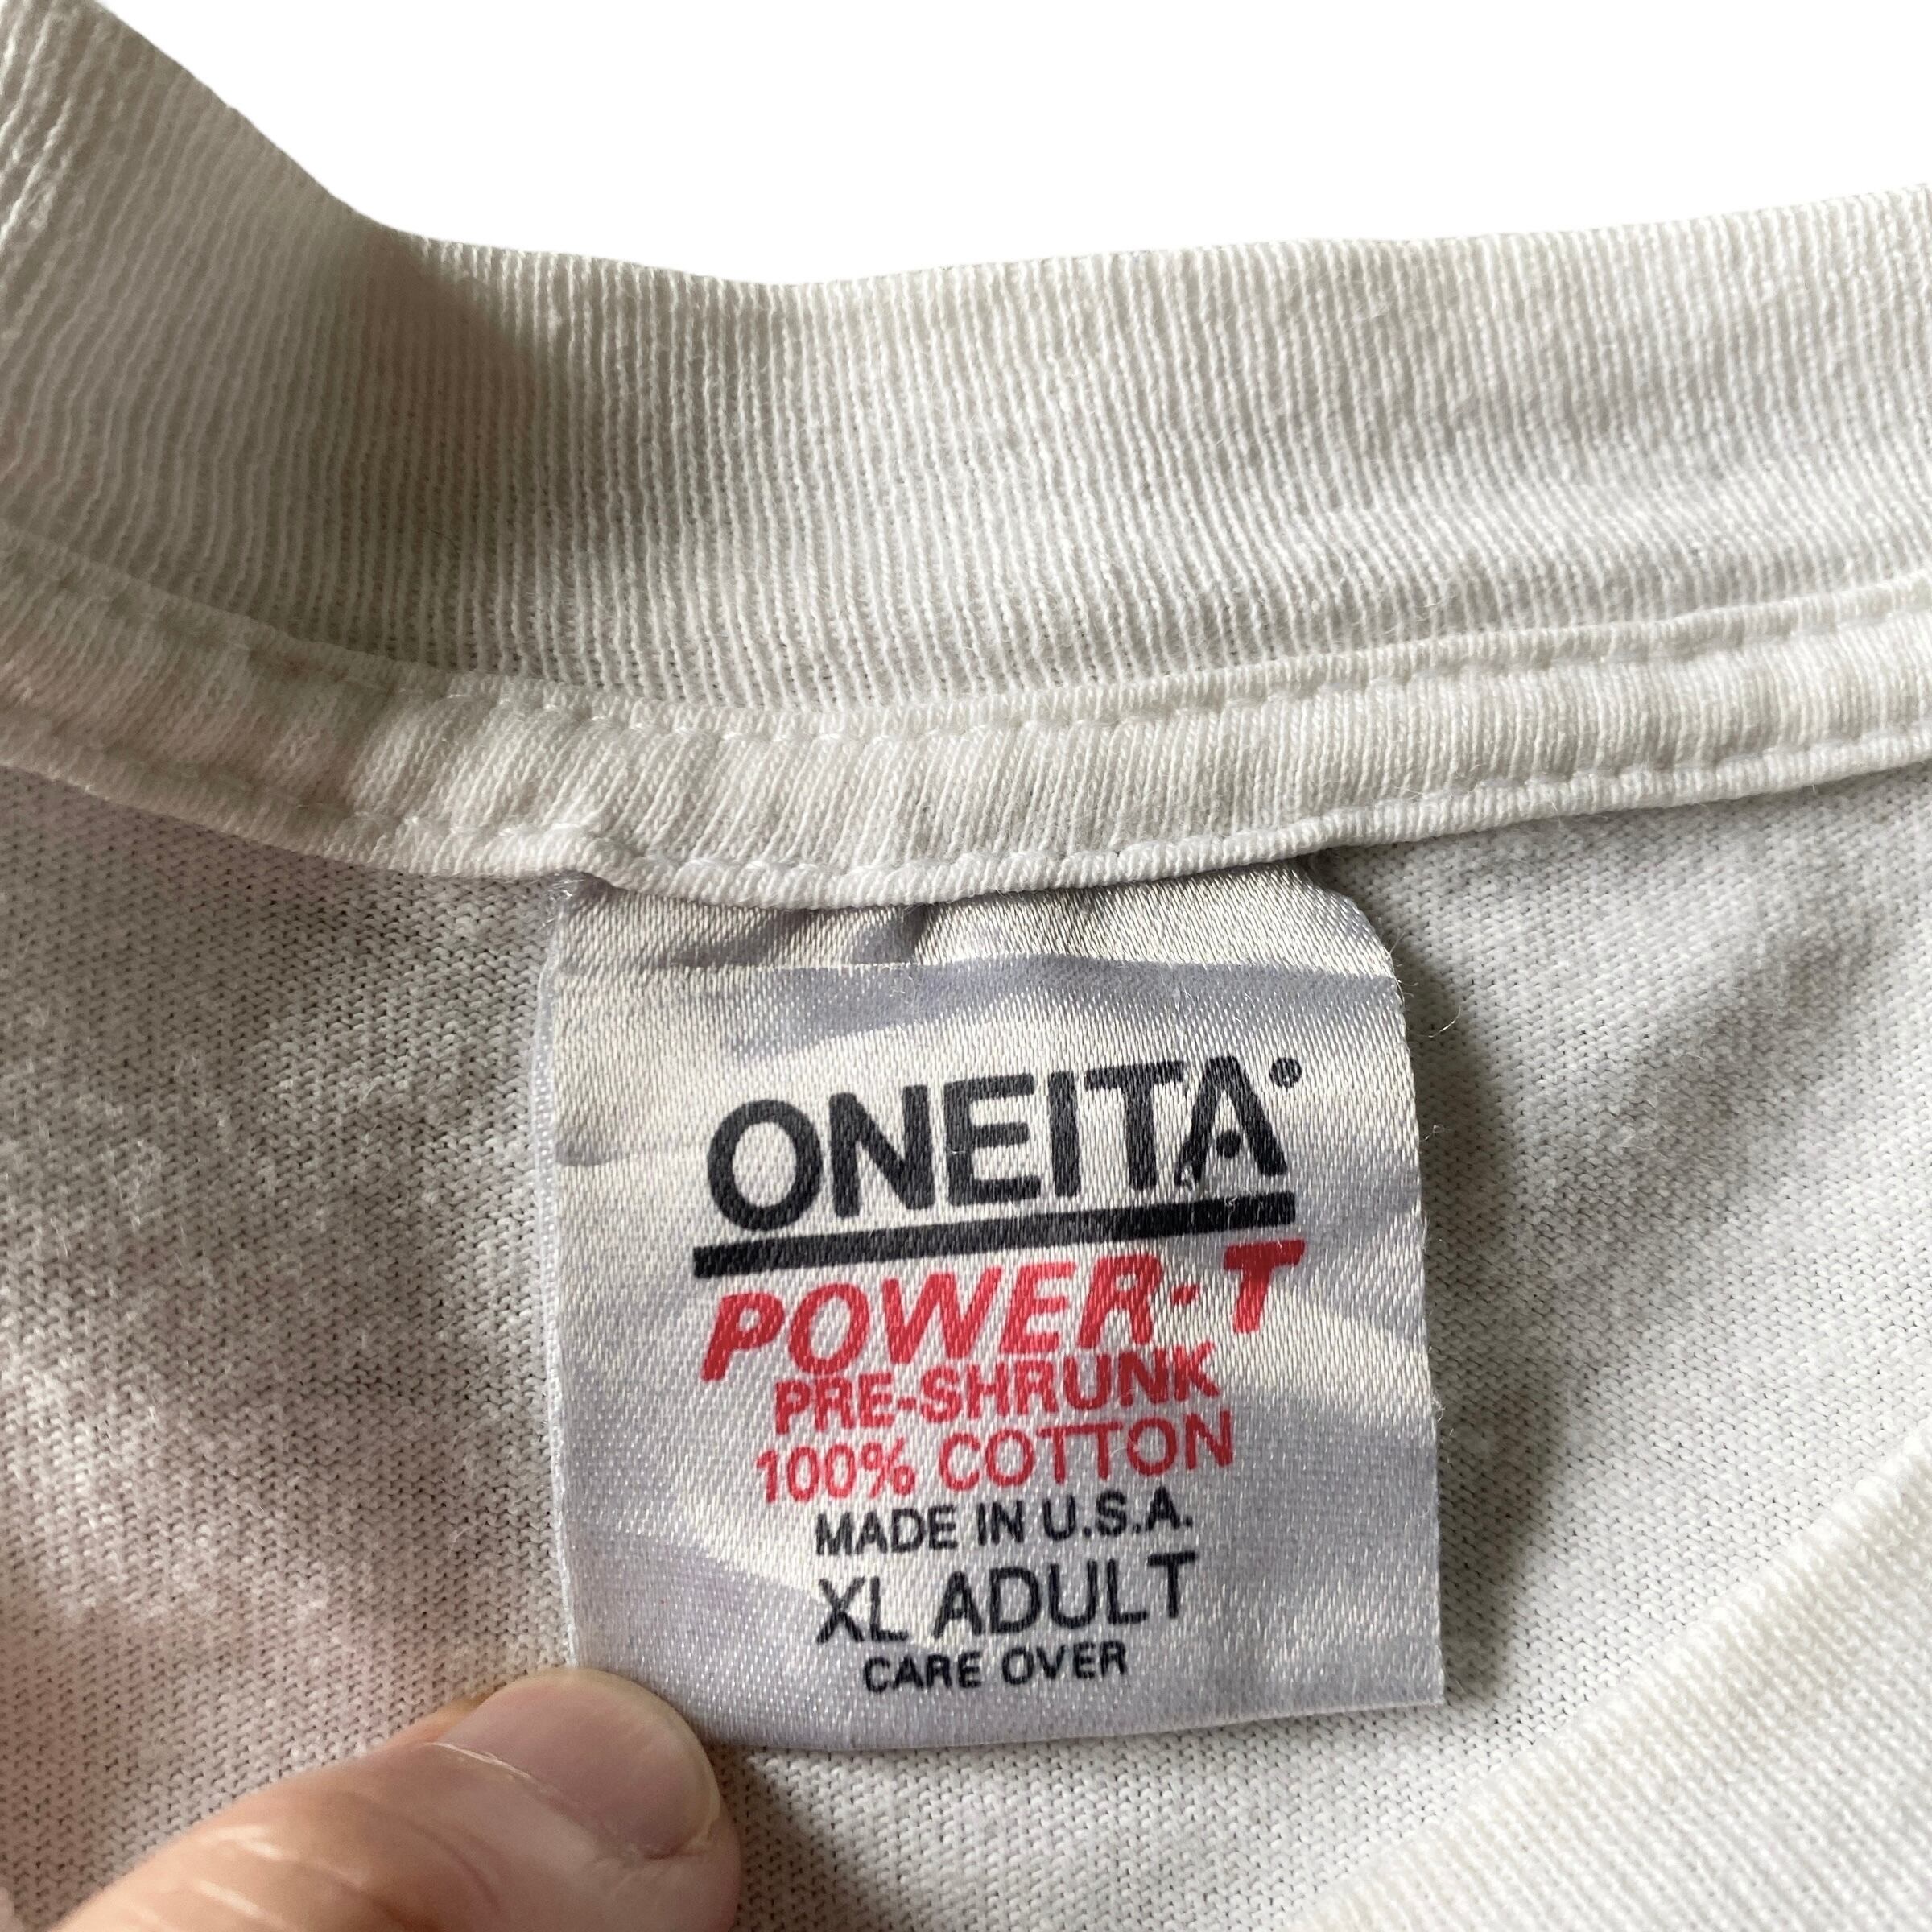 ONEITA®
POWER-T
PRE-SHRUNK
100% COTTON
MADE IN U.S.A.
XL ADULT
CARE OVER